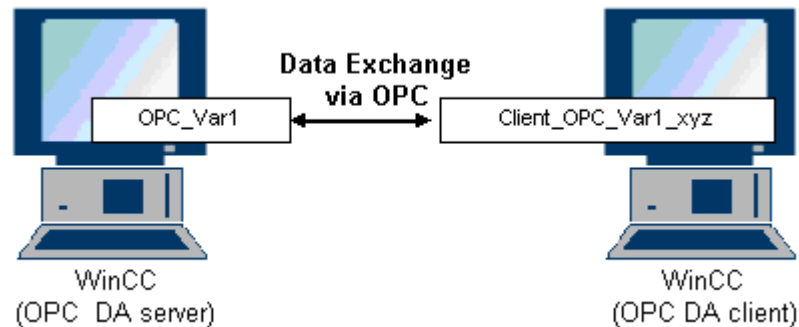 Data Exchange
via OPC
OPC_Var1
Client_OPC_Var1_xyz
WinCC
(OPC DA server)
WinCC
(OPC DA client)